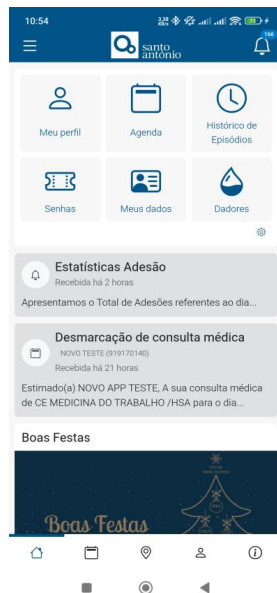 10:54
166
santo
antónio
Meu perfil
Agenda
Histórico de
Episódios
Senhas
Meus dados
Dadores
Estatísticas Adesão
Recebida há 2 horas
Apresentamos o Total de Adesões referentes ao dia...
Desmarcação de consulta médica
NOVO TESTE (919170140)
Recebida há 21 horas
Estimado(a) NOVO APP TESTE, A sua consulta médica
de CE MEDICINA DO TRABALHO /HSA para o dia...
Boas Festas
Boas Festas